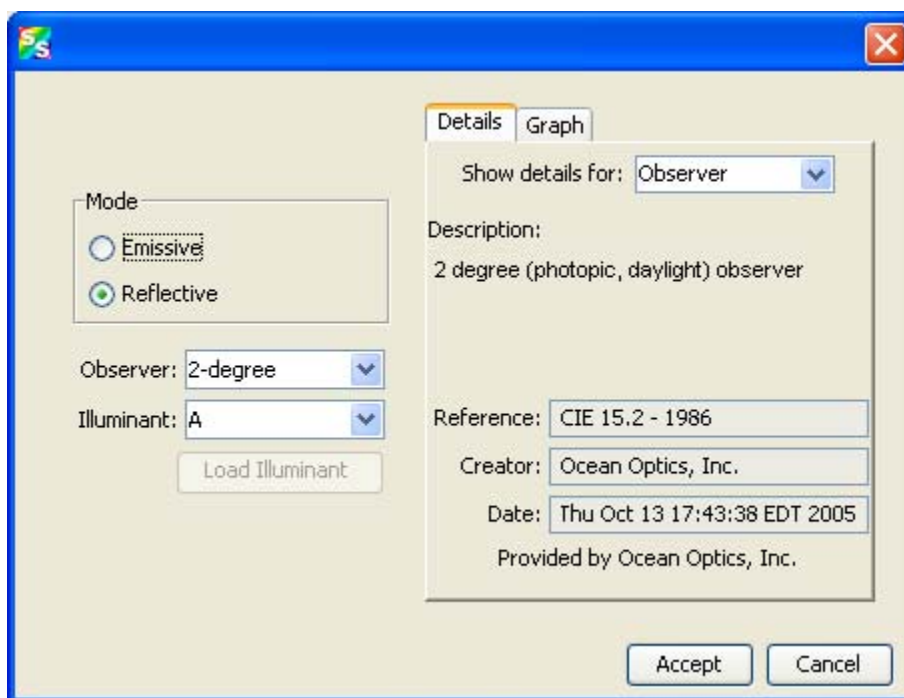 SS
Mode
Emissive
Reflective
Observer: 2-degree
Illuminant: A
Load Illuminant
Details Graph
Show details for: Observer
Description:
2 degree (photopic, daylight) observer
Reference: CIE 15.2 - 1986
Creator: Ocean Optics, Inc.
Date: Thu Oct 13 17:43:38 EDT 2005
Provided by Ocean Optics, Inc.
Accept Cancel